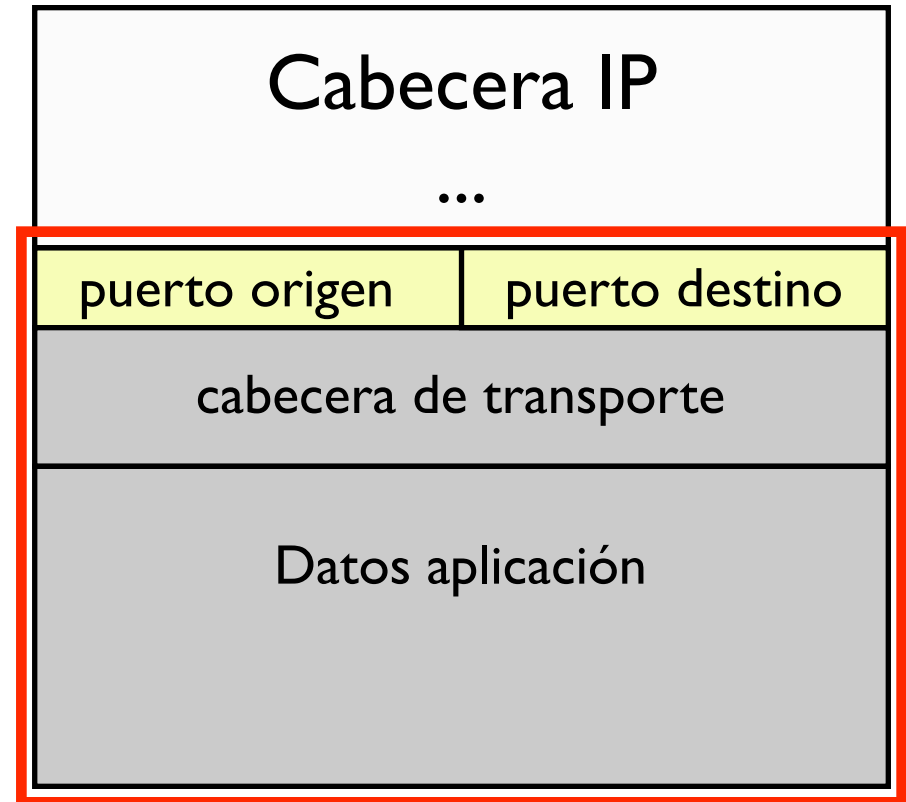 Cabecera IP
...
puerto origen
puerto destino
cabecera de transporte
Datos aplicación